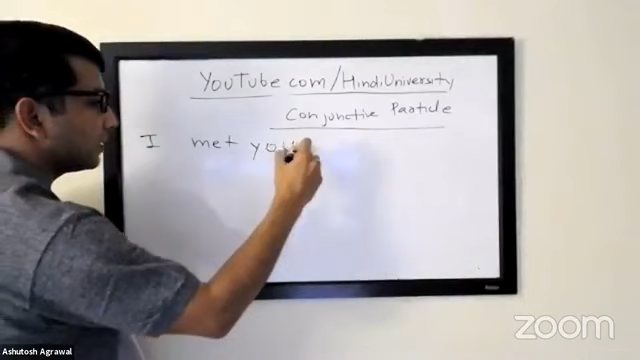 YouTube com/HindiUniversity
Conjunctive Particle
I met you
Ashutosh Agrawal
zoom